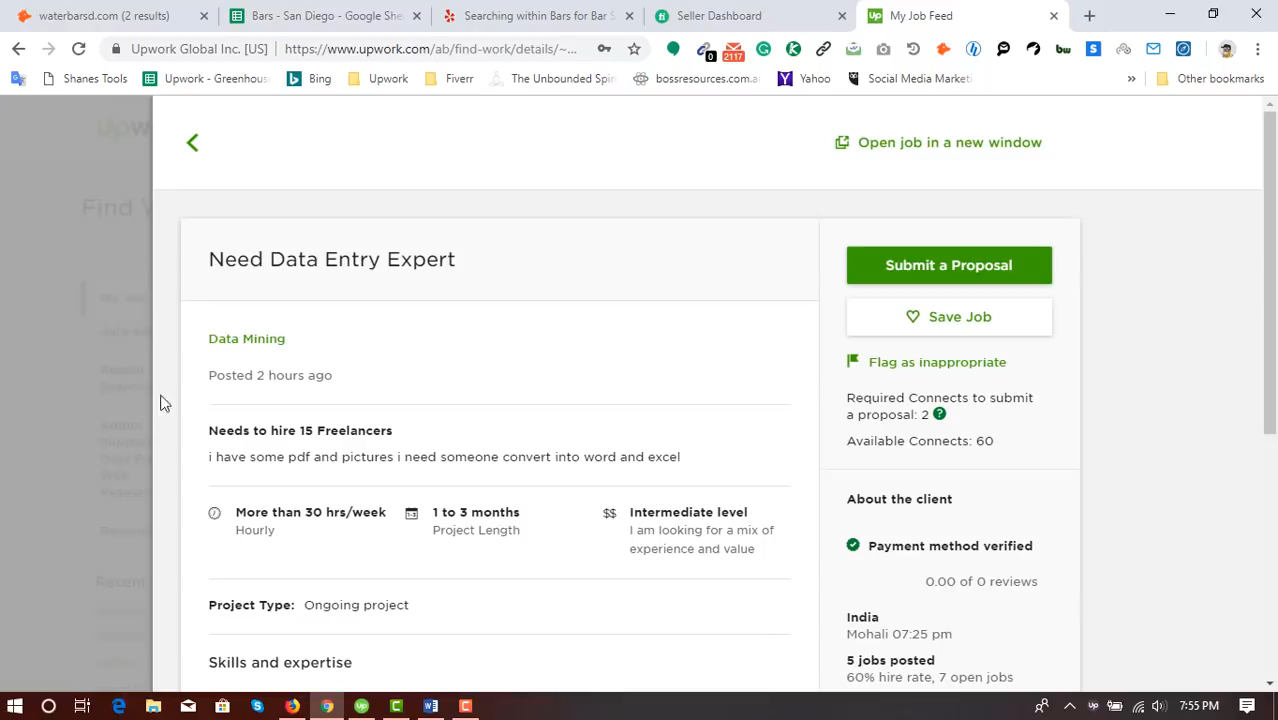 waterbarsd.com (2 results)
Bars - San Diego - Google She
Searching within Bars for Bar S
Seller Dashboard
My Job Feed
Upwork Global Inc. [US]
https://www.upwork.com/ab/find-work/details/~...
0
2117
Shanes Tools
Upwork - Greenhous
Bing
Upwork
Fiverr
The Unbounded Spir
bossresources.com.a
Yahoo
Social Media Marketi
»
Other bookmarks
Open job in a new window
Need Data Entry Expert
Submit a Proposal
Save Job
Flag as inappropriate
Data Mining
Posted 2 hours ago
Required Connects to submit
a proposal: 2
Available Connects: 60
Needs to hire 15 Freelancers
i have some pdf and pictures i need someone convert into word and excel
About the client
More than 30 hrs/week
Hourly
1 to 3 months
Project Length
$$
Intermediate level
I am looking for a mix of
experience and value
Payment method verified
0.00 of 0 reviews
Project Type: Ongoing project
India
Mohali 07:25 pm
Skills and expertise
5 jobs posted
60% hire rate, 7 open jobs
7:55 PM